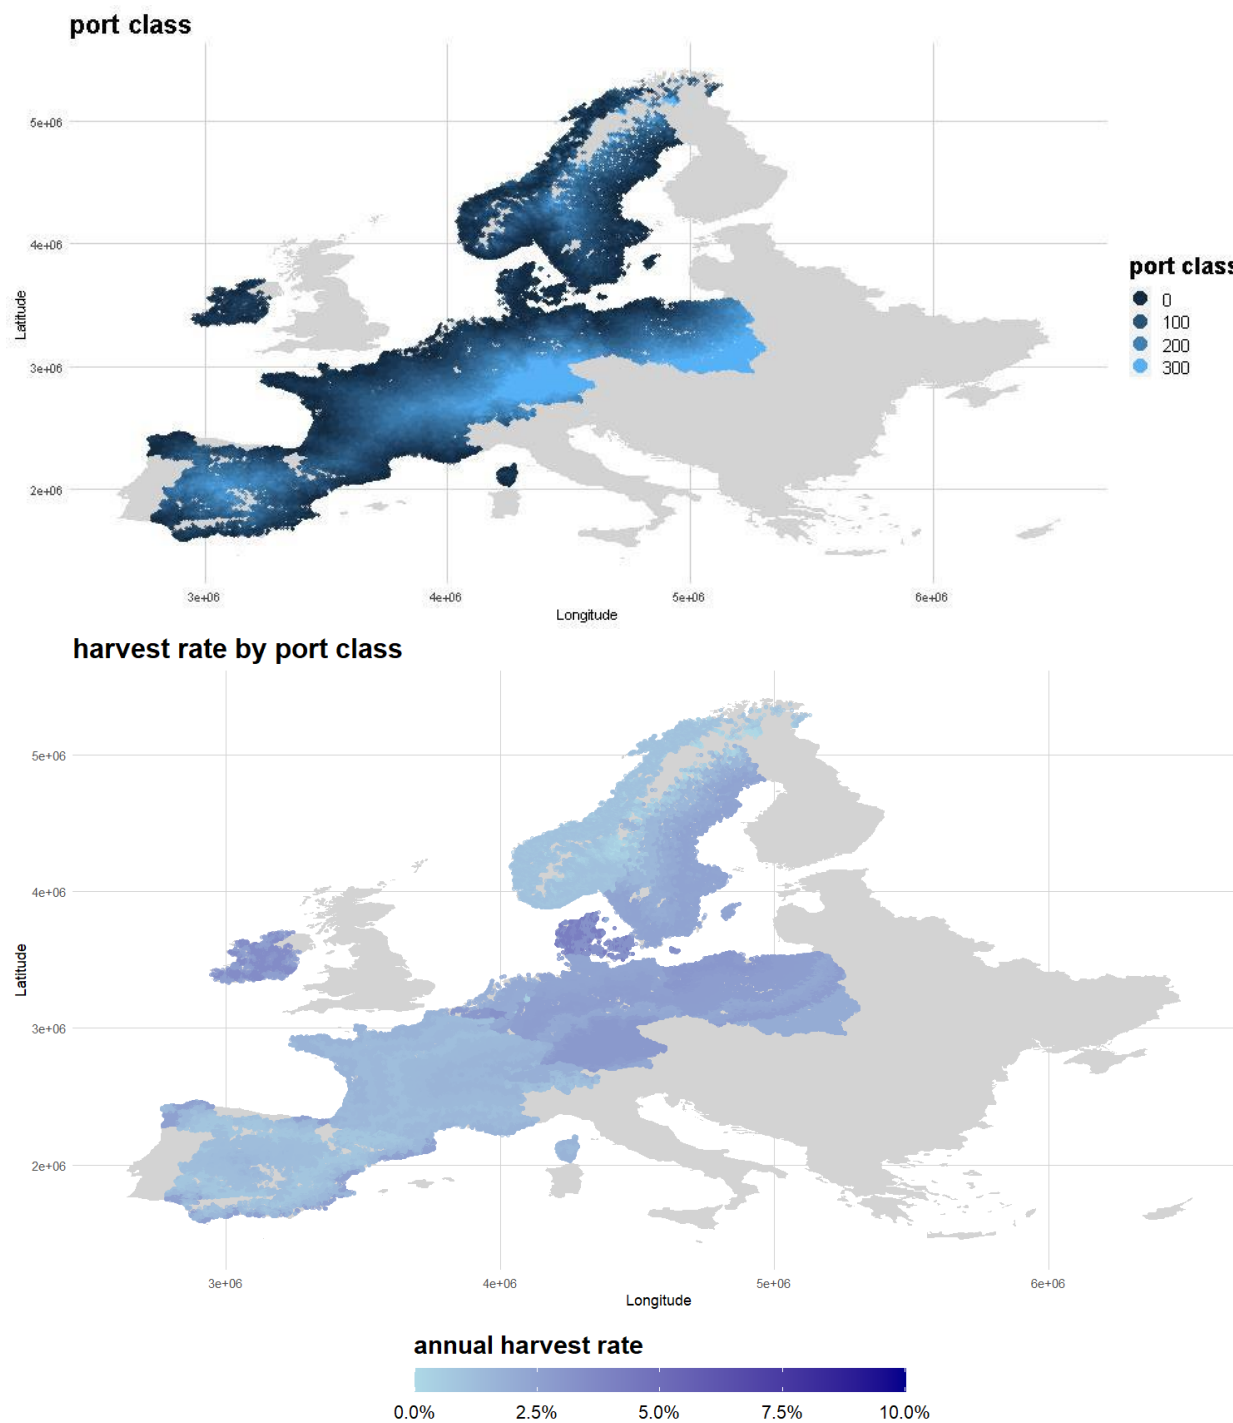 port class
5e+06
4e+06
3e+06
2e+06
Latitude
3e+06 4e+06 5e+06 6e+06
Longitude
port class
0
100
200
300
harvest rate by port class
5e+06
4e+06
3e+06
2e+06
Latitude
3e+06 4e+06 5e+06 6e+06
Longitude
annual harvest rate
0.0% 2.5% 5.0% 7.5% 10.0%